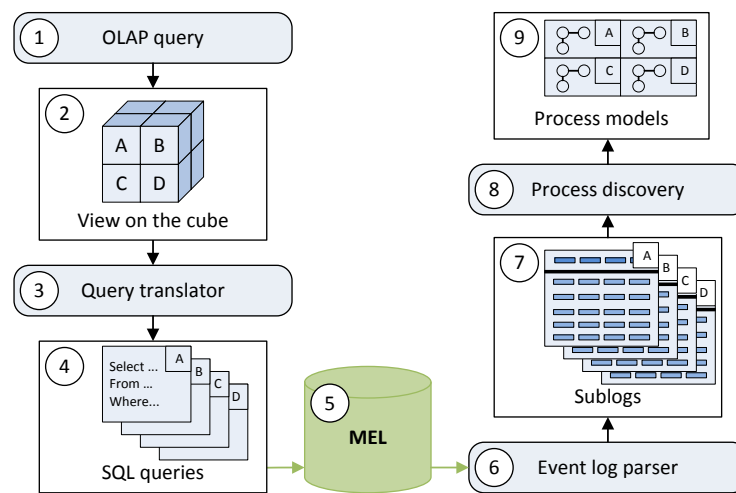 1
OLAP query
2
A B
C D
View on the cube
3
Query translator
4
A
B
C
D
Select ...
From ...
Where...
SQL queries
5
MEL
6
Event log parser
7
A
B
C
D
Sublogs
8
Process discovery
9
A B
C D
Process models